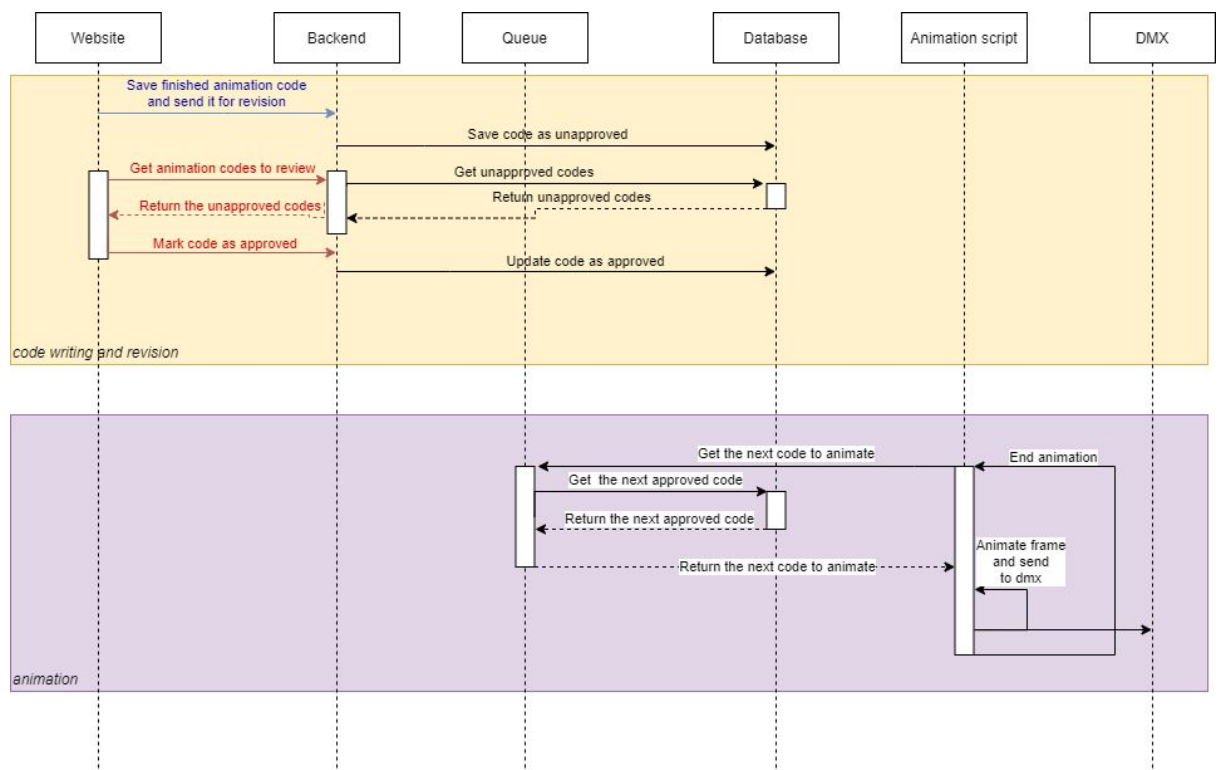 Website
Backend
Queue
Database
Animation script
DMX
Save finished animation code
and send it for revision
Save code as unapproved
Get animation codes to review
Get unapproved codes
Return unapproved codes
Return the unapproved codes
Mark code as approved
Update code as approved
code writing and revision
Get the next code to animate
End animation
Get the next approved code
Return the next approved code
Animate frame
and send
to dmx
Return the next code to animate
animation